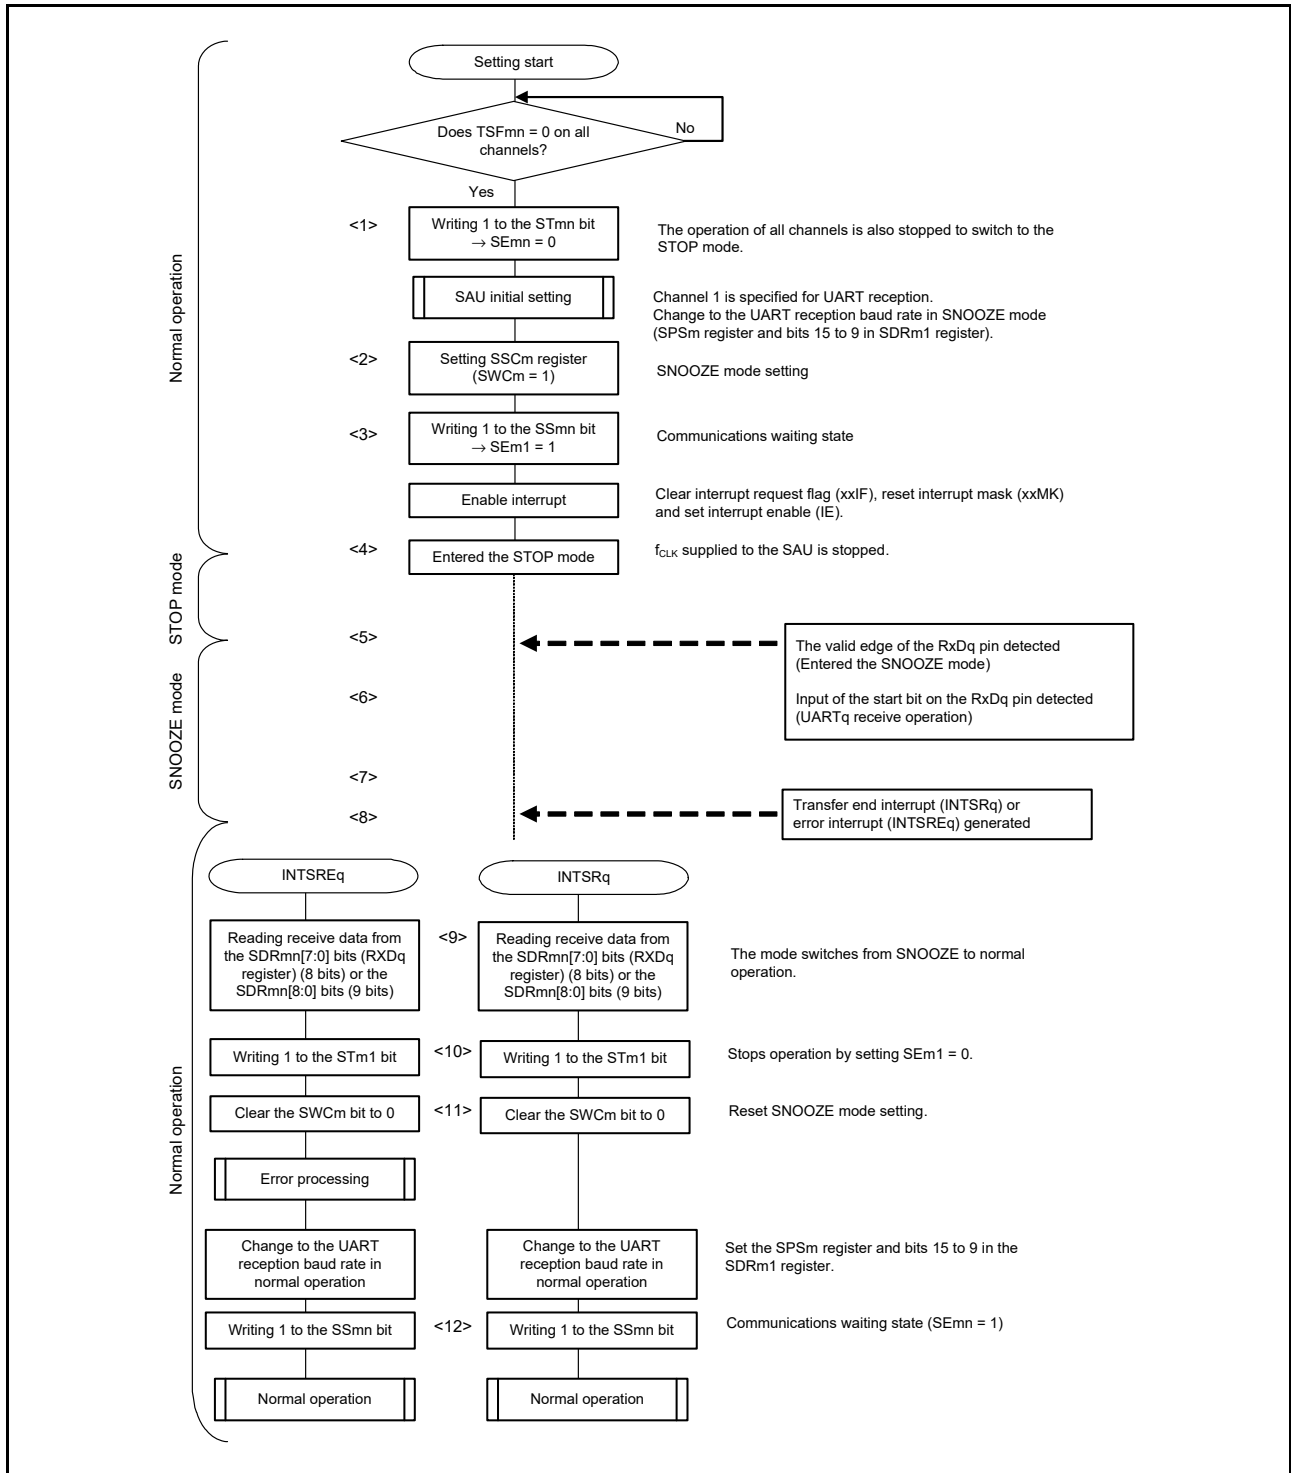 Setting start
Does TSFmn = 0 on all
channels?
No
Yes
Normal operation
<1>
Writing 1 to the STmn bit
→ SEmn = 0
The operation of all channels is also stopped to switch to the
STOP mode.
SAU initial setting
Channel 1 is specified for UART reception.
Change to the UART reception baud rate in SNOOZE mode
(SPSm register and bits 15 to 9 in SDRm1 register).
<2>
Setting SSCm register
(SWCm = 1)
SNOOZE mode setting
<3>
Writing 1 to the SSmn bit
→ SEm1 = 1
Communications waiting state
Enable interrupt
Clear interrupt request flag (xxIF), reset interrupt mask (xxMK)
and set interrupt enable (IE).
<4>
Entered the STOP mode
fCLK supplied to the SAU is stopped.
STOP mode
<5>
The valid edge of the RxDq pin detected
(Entered the SNOOZE mode)
Input of the start bit on the RxDq pin detected
(UARTq receive operation)
SNOOZE mode
<6>
<7>
<8>
Transfer end interrupt (INTSRq) or
error interrupt (INTSREq) generated
Normal operation
INTSREq
INTSRq
Reading receive data from
the SDRmn[7:0] bits (RXDq
register) (8 bits) or the
SDRmn[8:0] bits (9 bits)
<9>
Reading receive data from
the SDRmn[7:0] bits (RXDq
register) (8 bits) or the
SDRmn[8:0] bits (9 bits)
The mode switches from SNOOZE to normal
operation.
Writing 1 to the STm1 bit
<10>
Writing 1 to the STm1 bit
Stops operation by setting SEm1 = 0.
Clear the SWCm bit to 0
<11>
Clear the SWCm bit to 0
Reset SNOOZE mode setting.
Error processing
Change to the UART
reception baud rate in
normal operation
Change to the UART
reception baud rate in
normal operation
Set the SPSm register and bits 15 to 9 in the
SDRm1 register.
Writing 1 to the SSmn bit
<12>
Writing 1 to the SSmn bit
Communications waiting state (SEmn = 1)
Normal operation
Normal operation